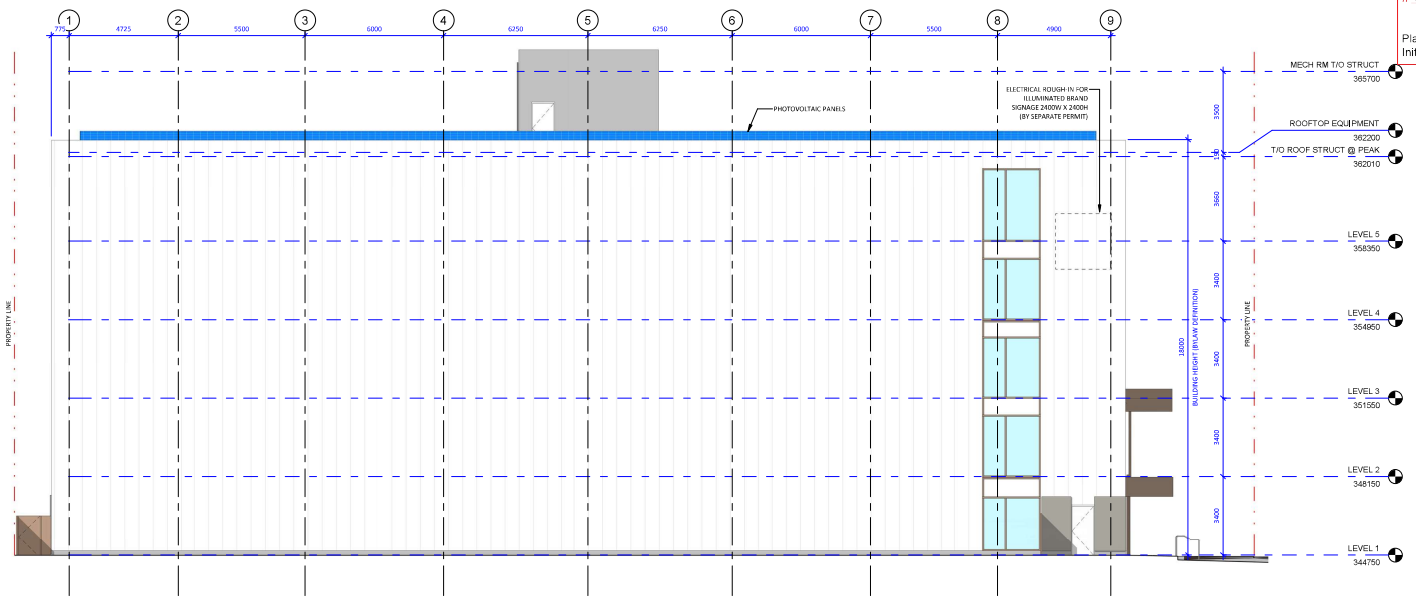 1 2 3 4 5 6 7 8 9
775 4725 5500 6000 6250 6250 6000 5500 4900
Pla
Init
MECH RM T/O STRUCT
365700
ELECTRICAL ROUGH-IN FOR
ILLUMINATED BRAND
SIGNAGE 2400W X 2400H
(BY SEPARATE PERMIT)
PHOTOVOLTAIC PANELS
3500
ROOFTOP EQUIPMENT
362200
T/O ROOF STRUCT @ PEAK
362010
190
3660
LEVEL 5
358350
3400
LEVEL 4
354950
PROPERTY LINE
18000
BUILDING HEIGHT (BYLAW DEFINITION)
PROPERTY LINE
3400
LEVEL 3
351550
3400
LEVEL 2
348150
3400
LEVEL 1
344750